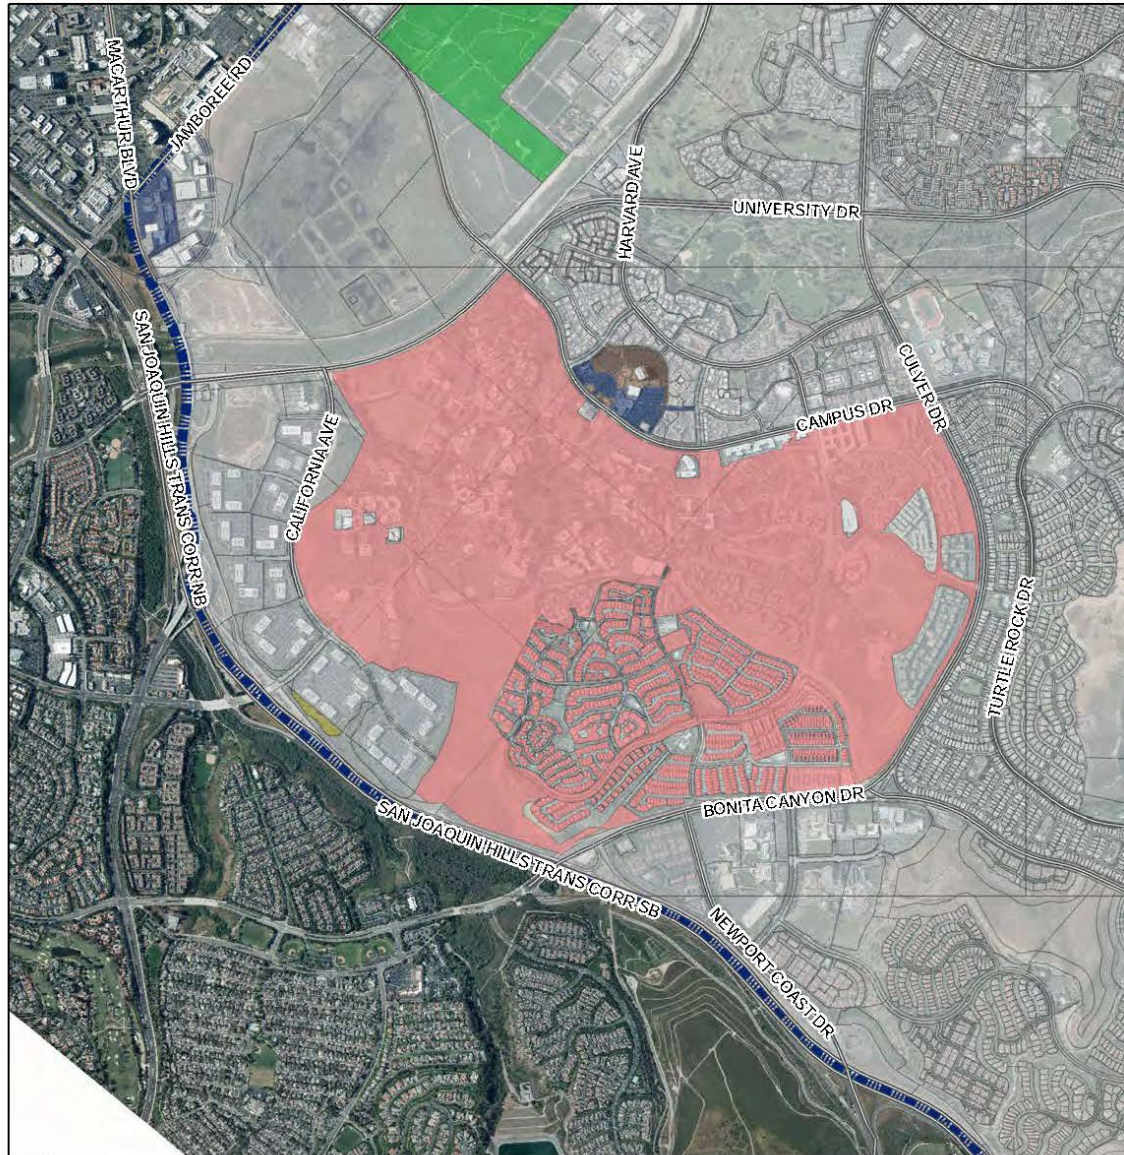 MACARTHUR BLVD
JAMBOREE RD
HARVARD AVE
UNIVERSITY DR
SAN JOAQUIN HILLS TRANS CORR NB
CULVER DR
CAMPUS DR
CALIFORNIA AVE
TURTLE ROCK DR
BONITA CANYON DR
SAN JOAQUIN HILLS TRANS CORR SB
NEWPORT COAST DR